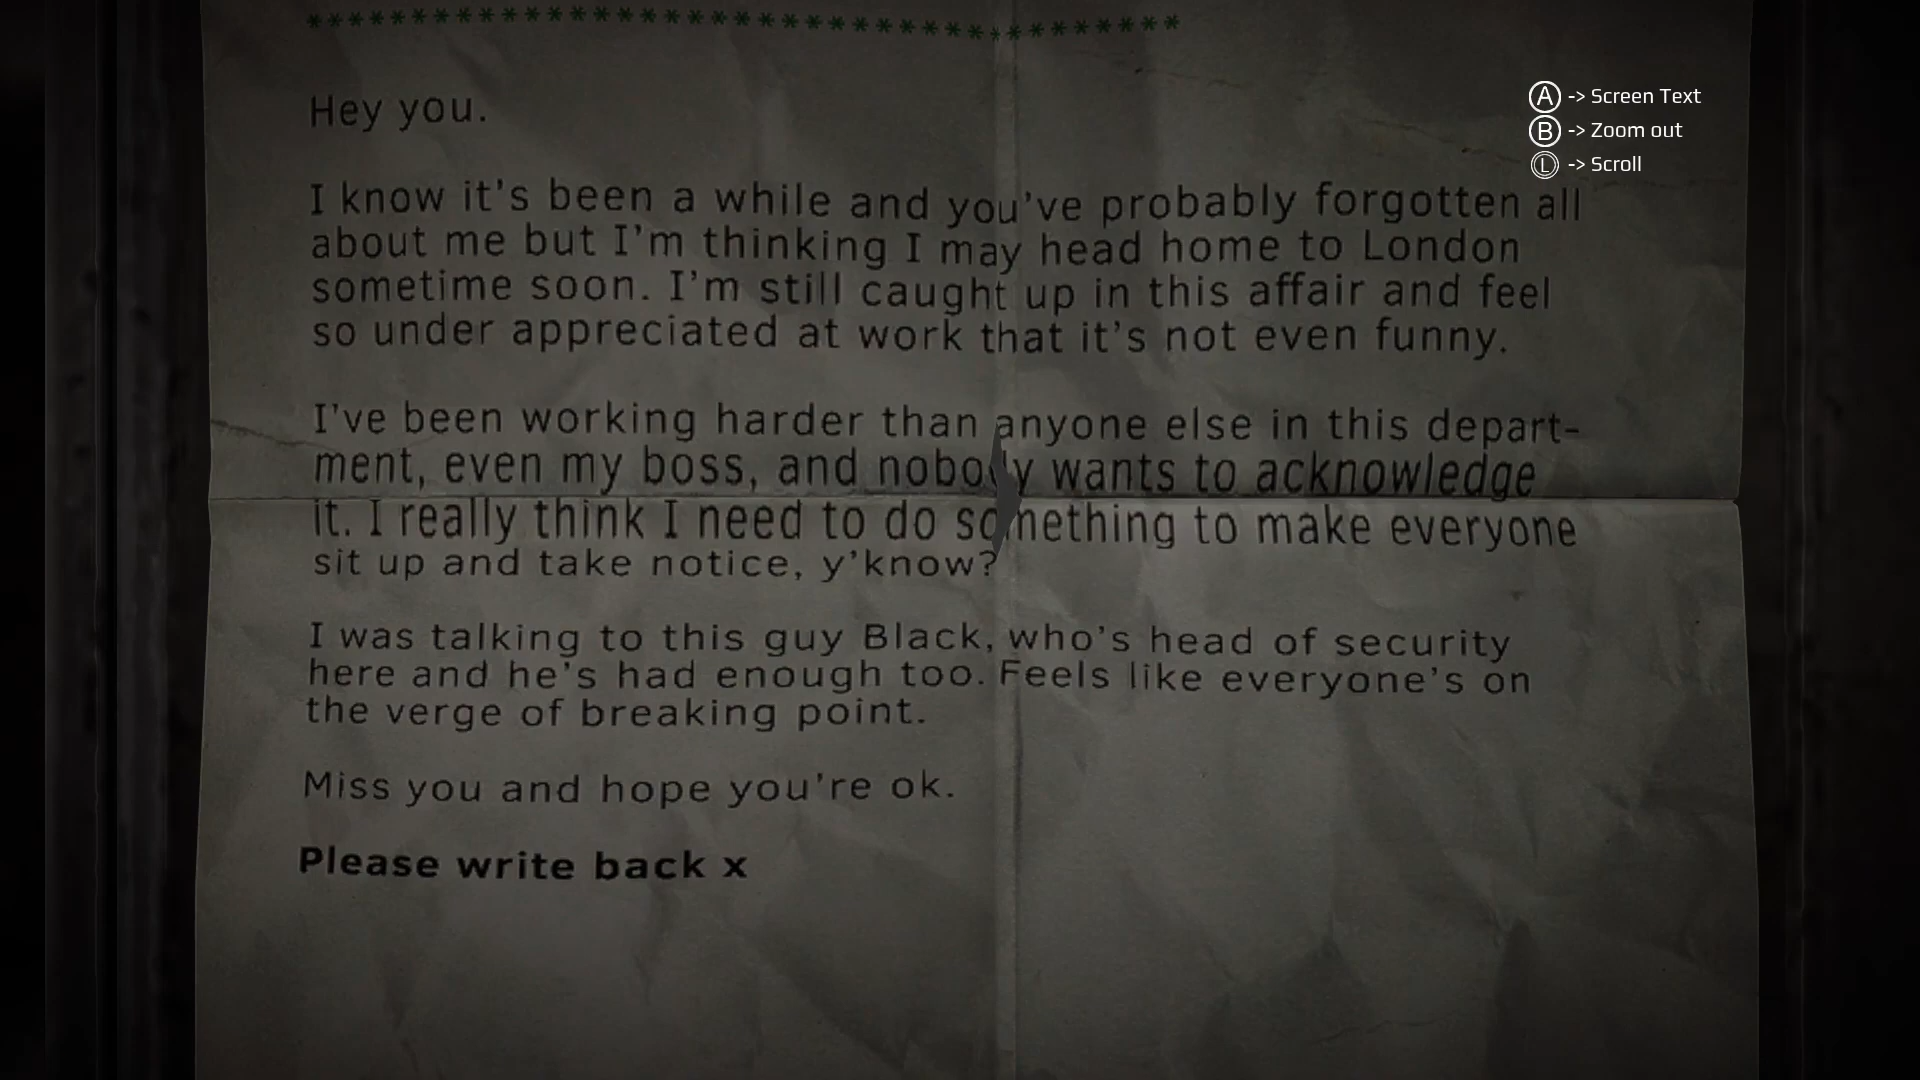 ***************************************
Hey you.
I know it's been a while and you've probably forgotten all
about me but I'm thinking I may head home to London
sometime soon. I'm still caught up in this affair and feel
so under appreciated at work that it's not even funny.
I've been working harder than anyone else in this depart-
ment, even my boss, and nobody wants to acknowledge
it. I really think I need to do something to make everyone
sit up and take notice, y'know?
I was talking to this guy Black, who's head of security
here and he's had enough too. Feels like everyone's on
the verge of breaking point.
Miss you and hope you're ok.
Please write back x
A -> Screen Text
B -> Zoom out
L -> Scroll